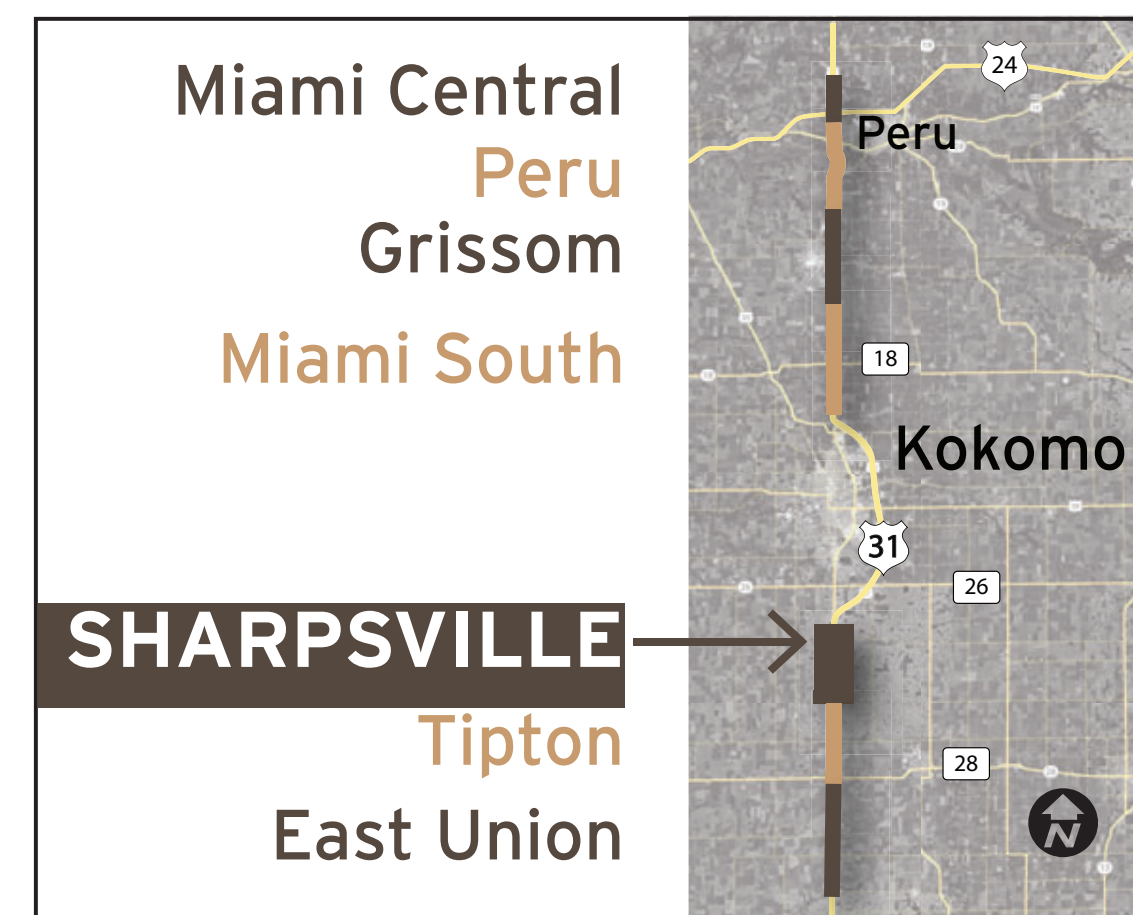 Miami Central
Peru
Grissom
Miami South
SHARPSVILLE
Tipton
East Union
24
Peru
18
Kokomo
31
26
28
N